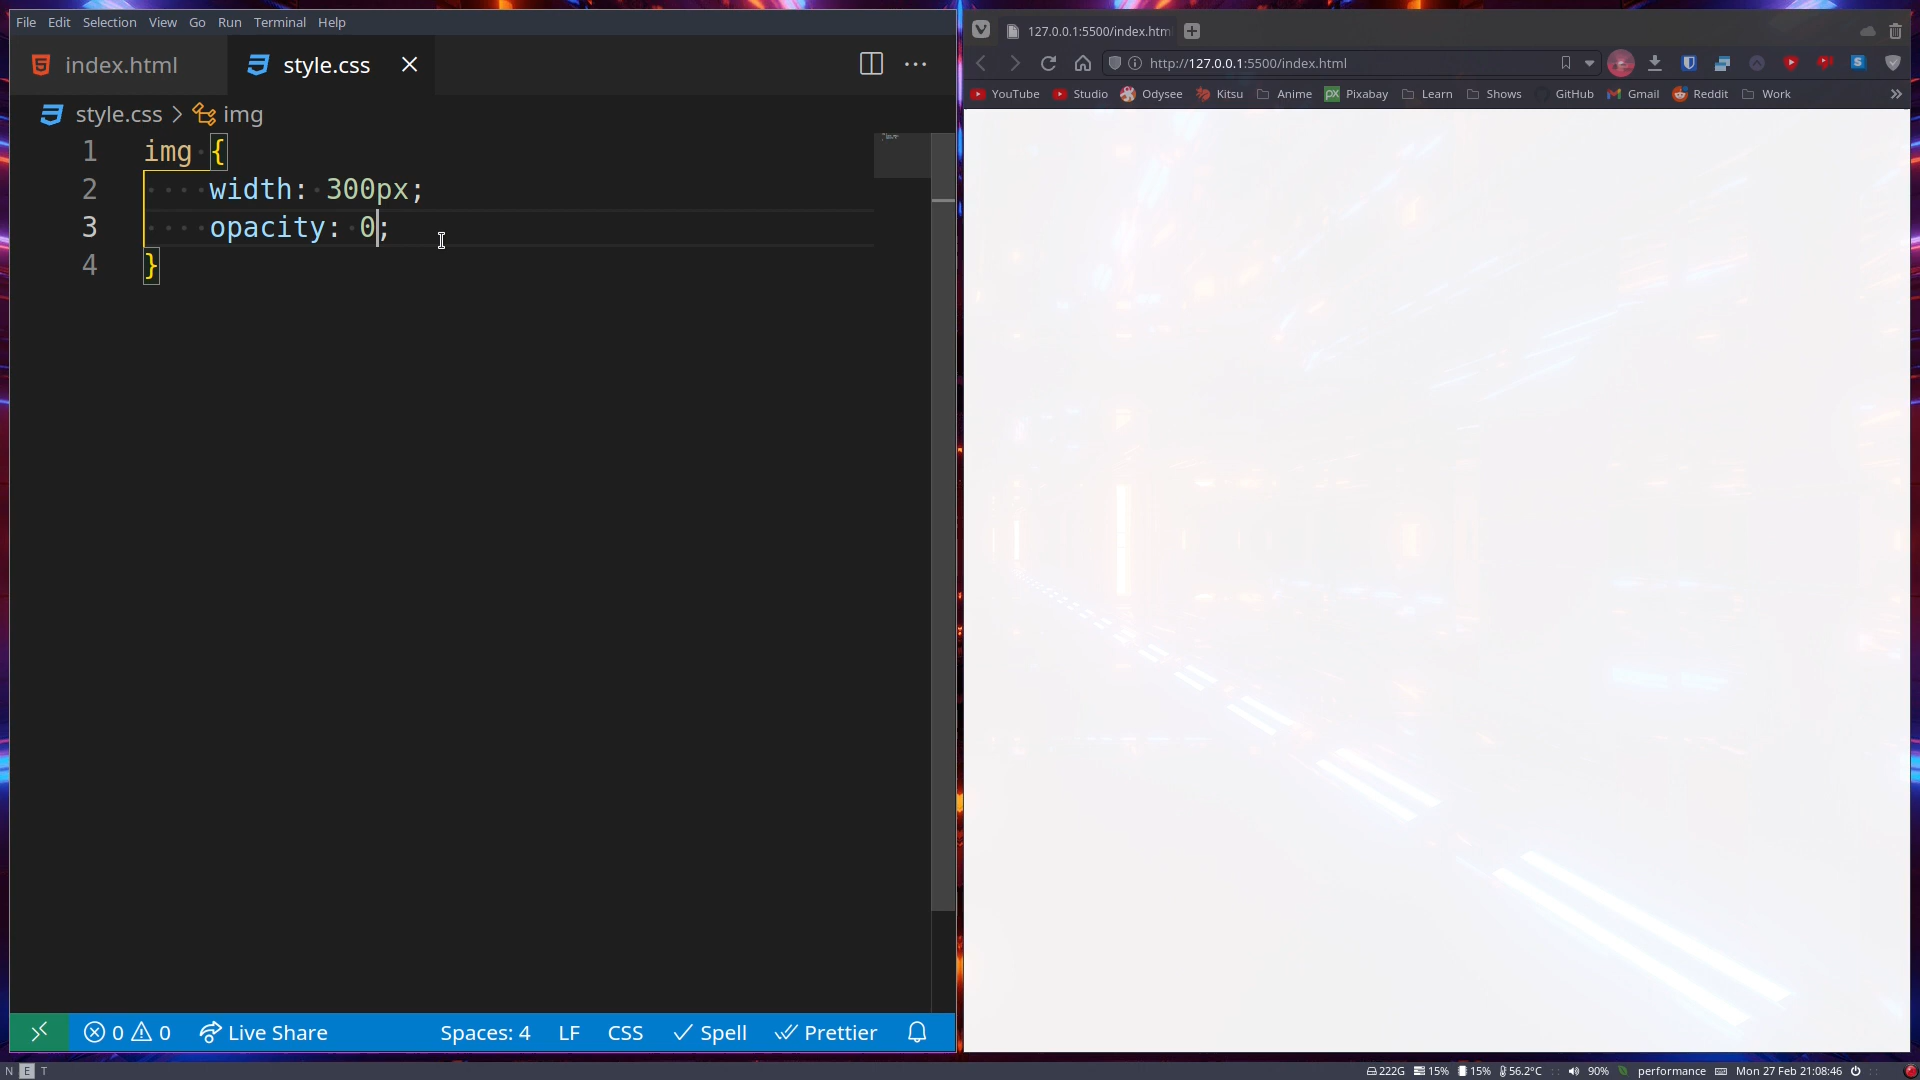 File Edit Selection View Go Run Terminal Help
index.html style.css
style.css > img
1 img {
2 width: 300px;
3 opacity: 0;
4 }
0 0 Live Share Spaces: 4 LF CSS Spell Prettier
127.0.0.1:5500/index.htm
http://127.0.0.1:5500/index.html
YouTube Studio Odysee Kitsu Anime px Pixabay Learn Shows GitHub Gmail Reddit Work
N E T 222G 15% 15% 56.2°C 90% performance Mon 27 Feb 21:08:46